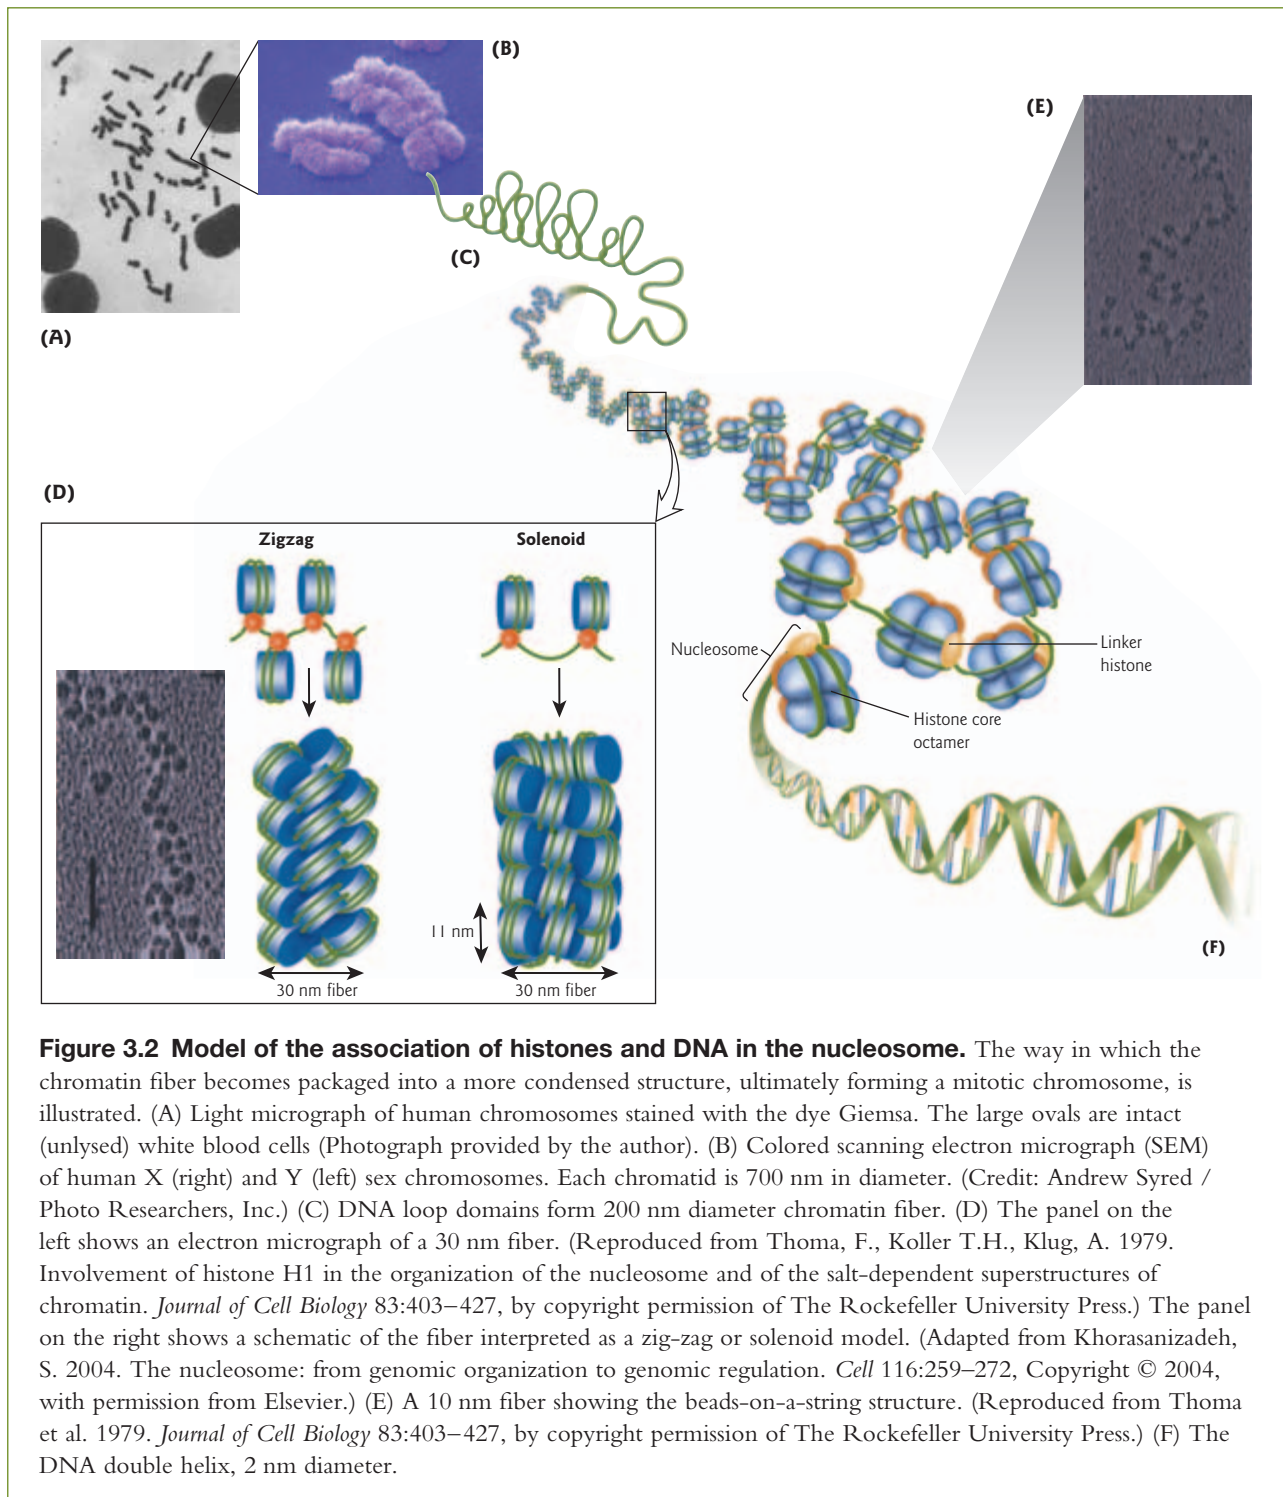 (B)
(E)
(C)
(A)
(D)
Zigzag
Solenoid
Nucleosome
Linker
histone
Histone core
octamer
11 nm
30 nm fiber
30 nm fiber
(F)
Figure 3.2 Model of the association of histones and DNA in the nucleosome. The way in which the
chromatin fiber becomes packaged into a more condensed structure, ultimately forming a mitotic chromosome, is
illustrated. (A) Light micrograph of human chromosomes stained with the dye Giemsa. The large ovals are intact
(unlysed) white blood cells (Photograph provided by the author). (B) Colored scanning electron micrograph (SEM)
of human X (right) and Y (left) sex chromosomes. Each chromatid is 700 nm in diameter. (Credit: Andrew Syred /
Photo Researchers, Inc.) (C) DNA loop domains form 200 nm diameter chromatin fiber. (D) The panel on the
left shows an electron micrograph of a 30 nm fiber. (Reproduced from Thoma, F., Koller T.H., Klug, A. 1979.
Involvement of histone H1 in the organization of the nucleosome and of the salt-dependent superstructures of
chromatin. Journal of Cell Biology 83:403–427, by copyright permission of The Rockefeller University Press.) The panel
on the right shows a schematic of the fiber interpreted as a zig-zag or solenoid model. (Adapted from Khorasanizadeh,
S. 2004. The nucleosome: from genomic organization to genomic regulation. Cell 116:259–272, Copyright © 2004,
with permission from Elsevier.) (E) A 10 nm fiber showing the beads-on-a-string structure. (Reproduced from Thoma
et al. 1979. Journal of Cell Biology 83:403–427, by copyright permission of The Rockefeller University Press.) (F) The
DNA double helix, 2 nm diameter.